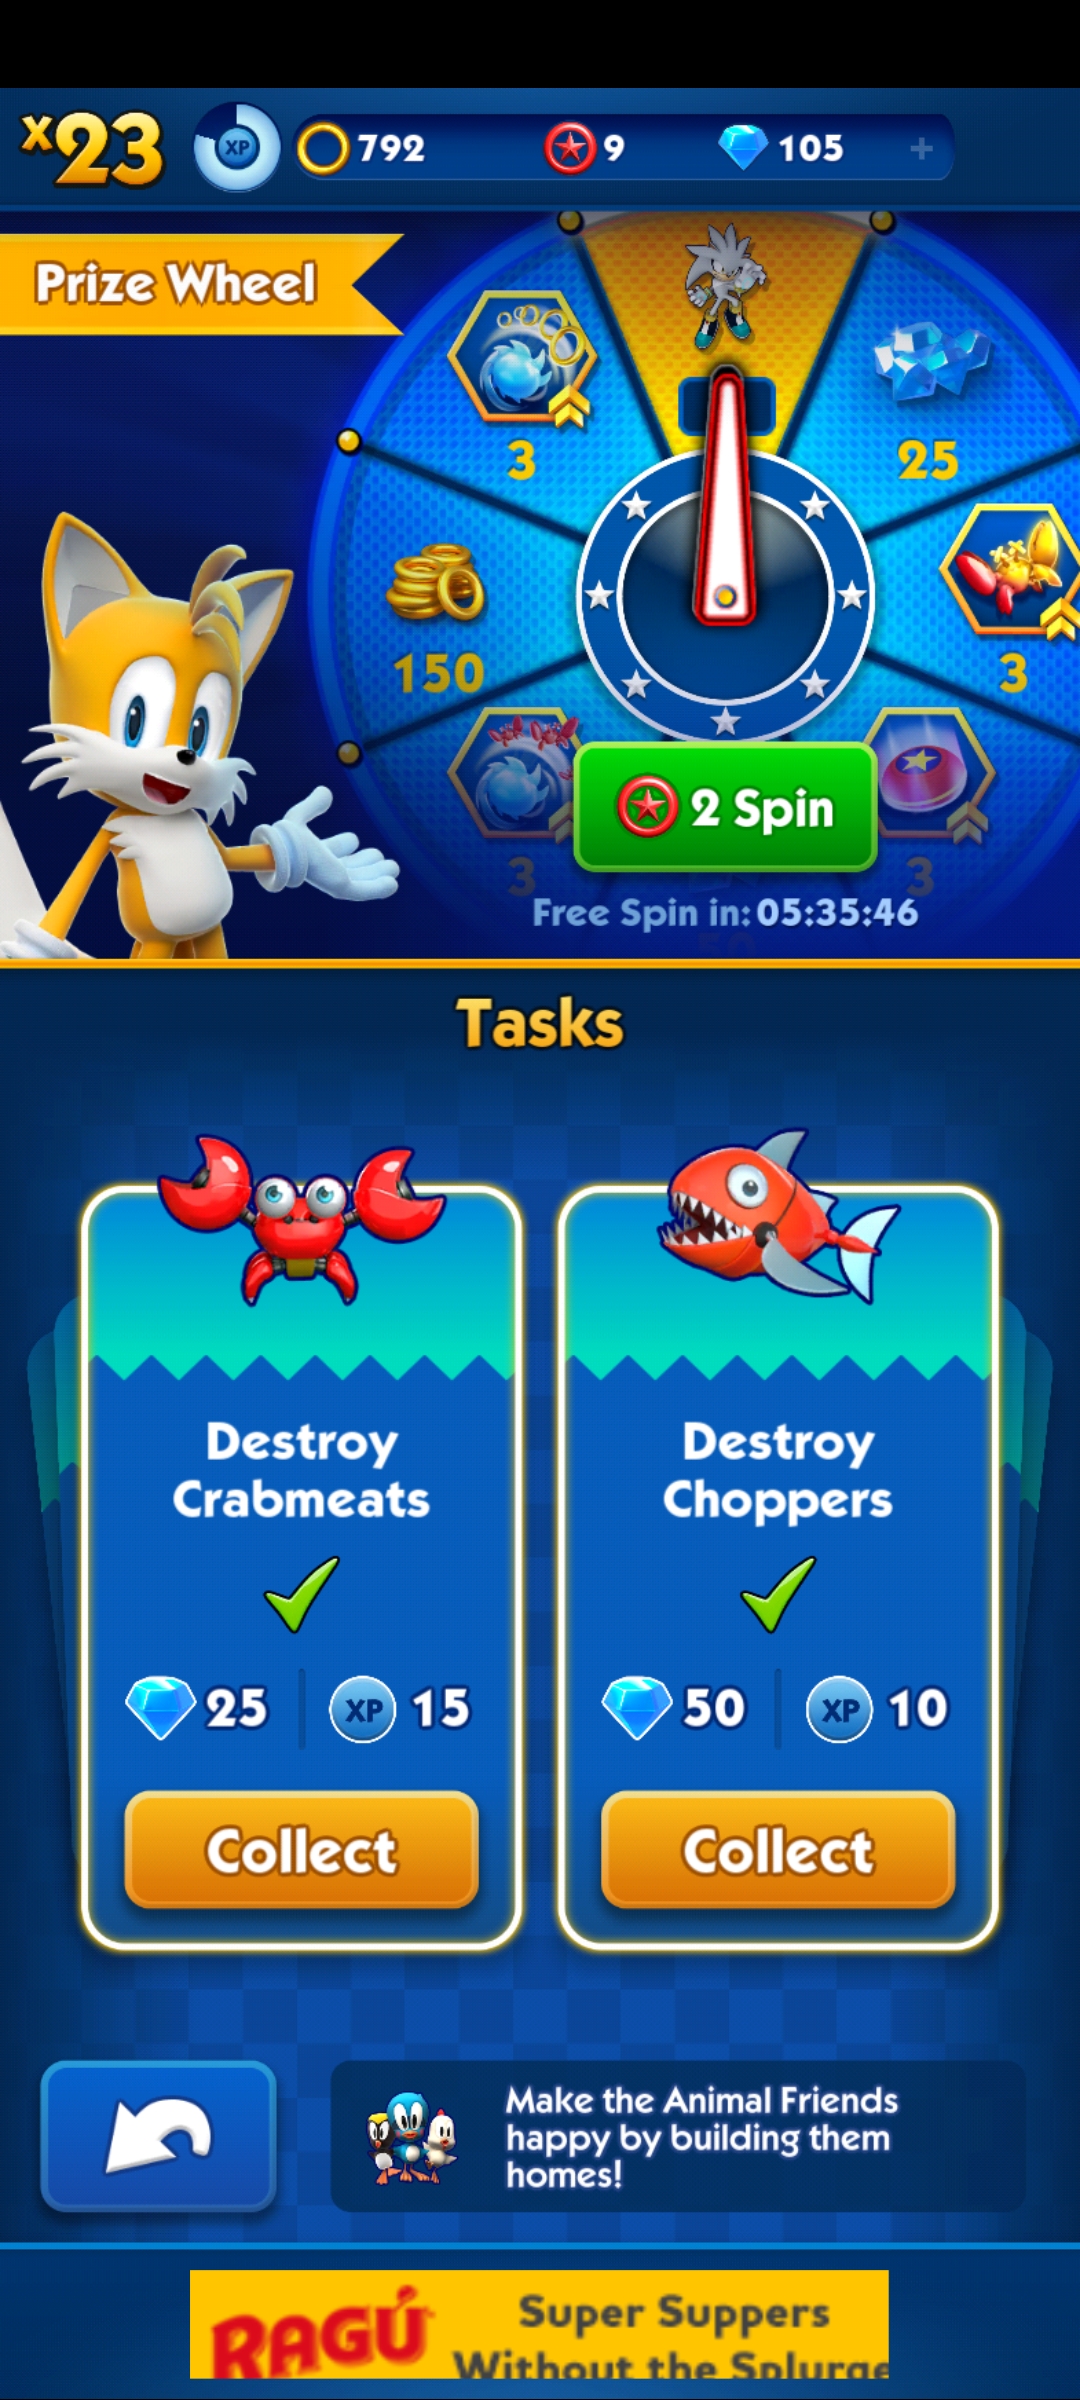 x23
XP
792
9
105
+
Prize Wheel
3
25
150
3
3
3
2 Spin
Free Spin in: 05:35:46
Tasks
Destroy
Crabmeats
25
XP
15
Collect
Destroy
Choppers
50
XP
10
Collect
Make the Animal Friends
happy by building them
homes!
RAGÚ
Super Suppers
Without the Splurge